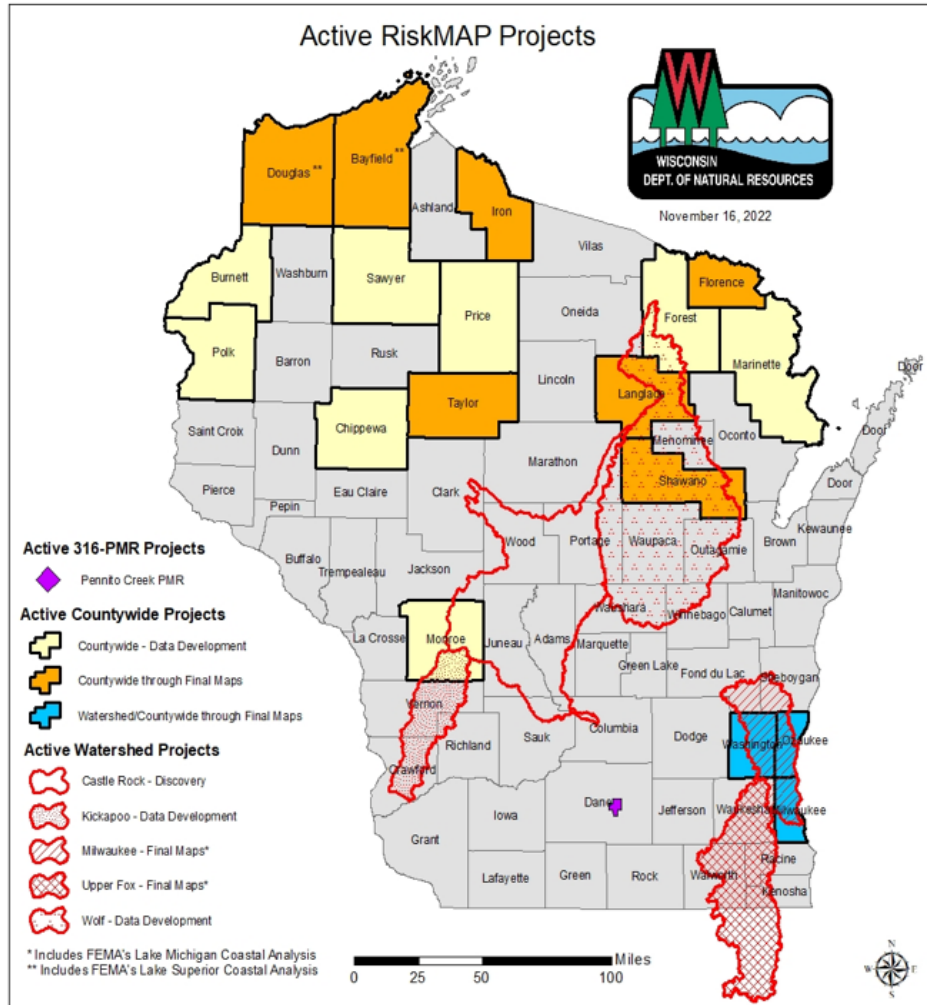 Active RiskMAP Projects
WISCONSIN
DEPT. OF NATURAL RESOURCES
November 16, 2022
Douglas **
Bayfield **
Ashland
Iron
Vilas
Burnett
Washburn
Sawyer
Price
Oneida
Forest
Florence
Marinette
Polk
Barron
Rusk
Lincoln
Langlade
Taylor
Chippewa
Menominee
Oconto
Door
Door
Saint Croix
Dunn
Marathon
Shawano
Door
Pierce
Eau Claire
Clark
Pepin
Kewaunee
Buffalo
Trempealeau
Jackson
Wood
Portage
Waupaca
Outagamie
Brown
Manitowoc
La Crosse
Monroe
Juneau
Adams
Waushara
Winnebago
Calumet
Marquette
Green Lake
Fond du Lac
Sheboygan
Vernon
Richland
Sauk
Columbia
Dodge
Washington
Ozaukee
Crawford
Grant
Iowa
Dane
Jefferson
Waukesha
Milwaukee
Lafayette
Green
Rock
Walworth
Racine
Kenosha
Active 316-PMR Projects
Pennito Creek PMR
Active Countywide Projects
Countywide - Data Development
Countywide through Final Maps
Watershed/Countywide through Final Maps
Active Watershed Projects
Castle Rock - Discovery
Kickapoo - Data Development
Milwaukee - Final Maps*
Upper Fox - Final Maps*
Wolf - Data Development
* Includes FEMA's Lake Michigan Coastal Analysis
** Includes FEMA's Lake Superior Coastal Analysis
Miles
0 25 50 100
N
W E
S